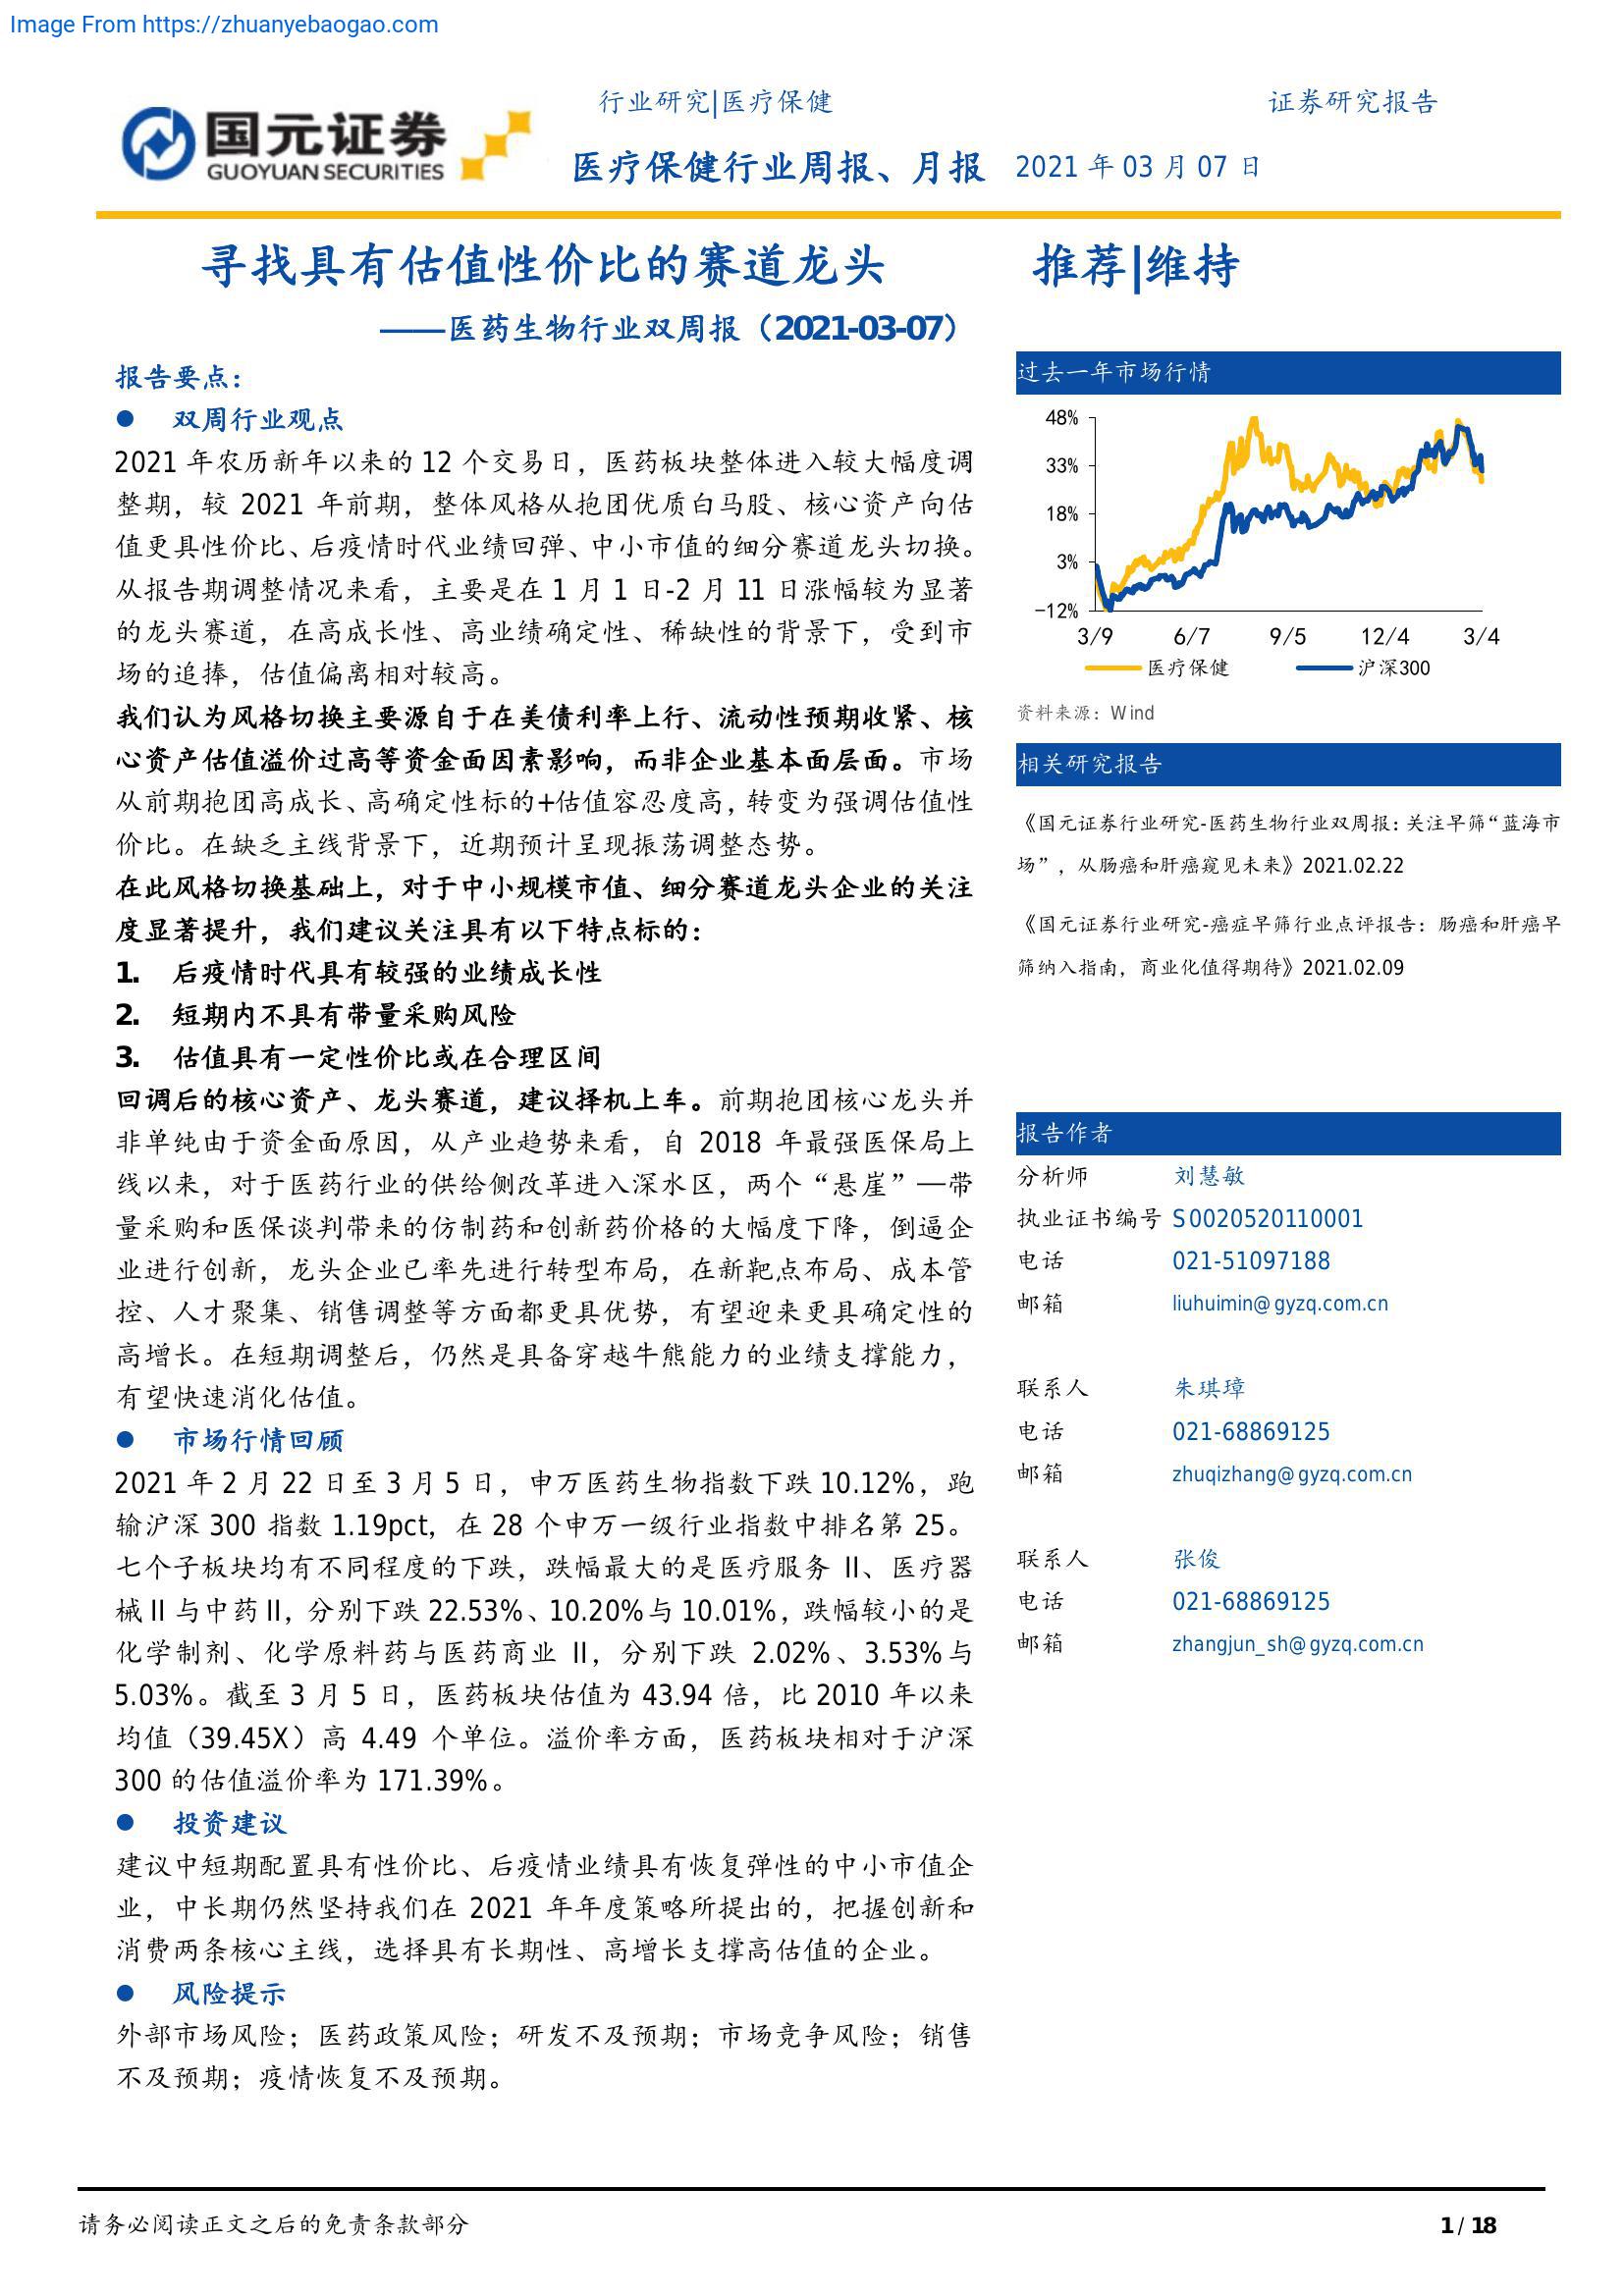 Image From https://zhuanyebaogao.com
国元证券
GUOYUAN SECURITIES
行业研究|医疗保健
证券研究报告
医疗保健行业周报、月报
2021 年 03 月 07 日
寻找具有估值性价比的赛道龙头
——医药生物行业双周报（2021-03-07）
报告要点：
● 双周行业观点
2021 年农历新年以来的 12 个交易日，医药板块整体进入较大幅度调
整期，较 2021 年前期，整体风格从抱团优质白马股、核心资产向估
值更具性价比、后疫情时代业绩回弹、中小市值的细分赛道龙头切换。
从报告期调整情况来看，主要是在 1 月 1 日-2 月 11 日涨幅较为显著
的龙头赛道，在高成长性、高业绩确定性、稀缺性的背景下，受到市
场的追捧，估值偏离相对较高。
我们认为风格切换主要源自于在美债利率上行、流动性预期收紧、核
心资产估值溢价过高等资金面因素影响，而非企业基本面层面。市场
从前期抱团高成长、高确定性标的+估值容忍度高，转变为强调估值性
价比。在缺乏主线背景下，近期预计呈现振荡调整态势。
在此风格切换基础上，对于中小规模市值、细分赛道龙头企业的关注
度显著提升，我们建议关注具有以下特点标的：
1. 后疫情时代具有较强的业绩成长性
2. 短期内不具有带量采购风险
3. 估值具有一定性价比或在合理区间
回调后的核心资产、龙头赛道，建议择机上车。前期抱团核心龙头并
非单纯由于资金面原因，从产业趋势来看，自 2018 年最强医保局上
线以来，对于医药行业的供给侧改革进入深水区，两个“悬崖”—带
量采购和医保谈判带来的仿制药和创新药价格的大幅度下降，倒逼企
业进行创新，龙头企业已率先进行转型布局，在新靶点布局、成本管
控、人才聚集、销售调整等方面都更具优势，有望迎来更具确定性的
高增长。在短期调整后，仍然是具备穿越牛熊能力的业绩支撑能力，
有望快速消化估值。
● 市场行情回顾
2021 年 2 月 22 日至 3 月 5 日，申万医药生物指数下跌 10.12%，跑
输沪深 300 指数 1.19pct，在 28 个申万一级行业指数中排名第 25。
七个子板块均有不同程度的下跌，跌幅最大的是医疗服务 II、医疗器
械 II 与中药 II，分别下跌 22.53%、10.20%与 10.01%，跌幅较小的是
化学制剂、化学原料药与医药商业 II，分别下跌 2.02%、3.53%与
5.03%。截至 3 月 5 日，医药板块估值为 43.94 倍，比 2010 年以来
均值（39.45X）高 4.49 个单位。溢价率方面，医药板块相对于沪深
300 的估值溢价率为 171.39%。
● 投资建议
建议中短期配置具有性价比、后疫情业绩具有恢复弹性的中小市值企
业，中长期仍然坚持我们在 2021 年年度策略所提出的，把握创新和
消费两条核心主线，选择具有长期性、高增长支撑高估值的企业。
● 风险提示
外部市场风险；医药政策风险；研发不及预期；市场竞争风险；销售
不及预期；疫情恢复不及预期。
推荐|维持
过去一年市场行情
48%
33%
18%
3%
-12%
3/9 6/7 9/5 12/4 3/4
医疗保健 沪深300
资料来源：Wind
相关研究报告
《国元证券行业研究-医药生物行业双周报：关注早筛“蓝海市
场”，从肠癌和肝癌窥见未来》2021.02.22
《国元证券行业研究-癌症早筛行业点评报告：肠癌和肝癌早
筛纳入指南，商业化值得期待》2021.02.09
报告作者
分析师 刘慧敏
执业证书编号 S0020520110001
电话 021-51097188
邮箱 liuhuimin@gyzq.com.cn
联系人 朱琪璋
电话 021-68869125
邮箱 zhuqizhang@gyzq.com.cn
联系人 张俊
电话 021-68869125
邮箱 zhangjun_sh@gyzq.com.cn
请务必阅读正文之后的免责条款部分
1 / 18